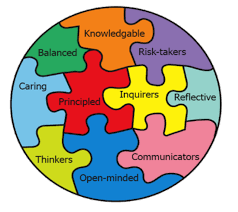 Knowledgable
Balanced
Risk-takers
Caring
Principled
Inquirers
Reflective
Thinkers
Communicators
Open-minded